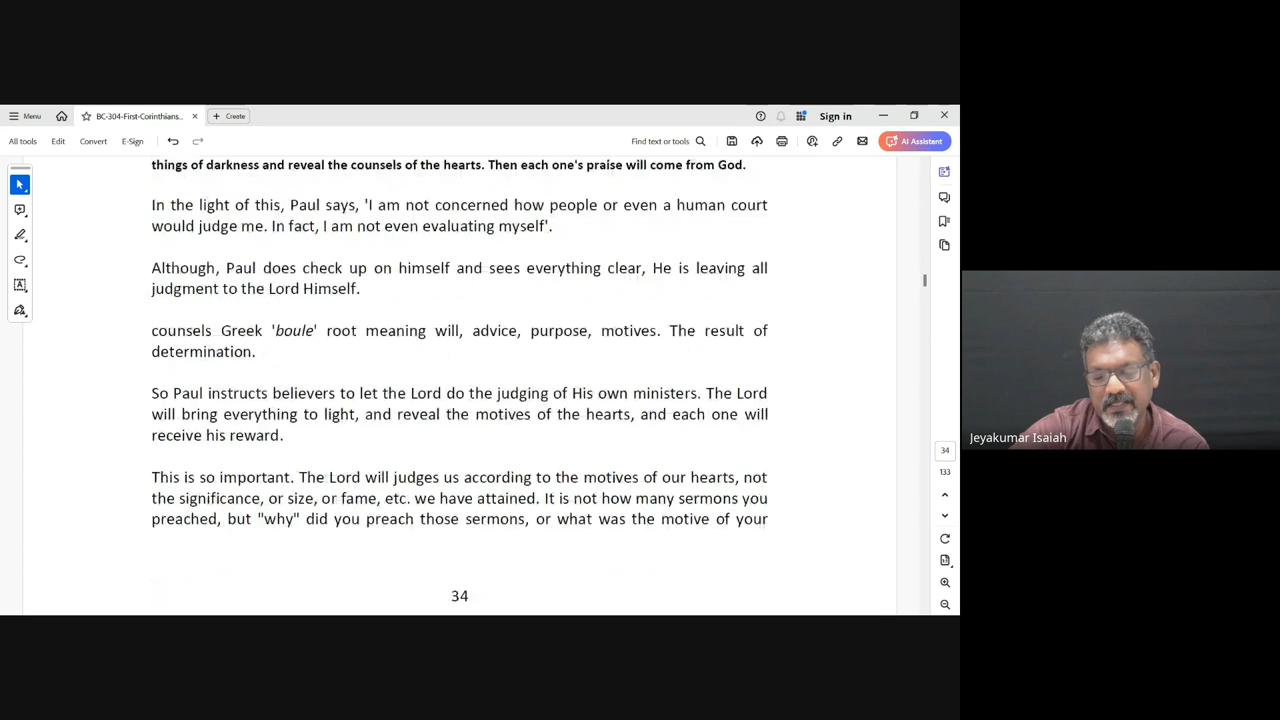 Menu
BC-304-First-Corinthians...
Create
Sign in
All tools
Edit
Convert
E-Sign
Find text or tools
AI Assistant
things of darkness and reveal the counsels of the hearts. Then each one's praise will come from God.
In the light of this, Paul says, 'I am not concerned how people or even a human court
would judge me. In fact, I am not even evaluating myself'.
Although, Paul does check up on himself and sees everything clear, He is leaving all
judgment to the Lord Himself.
counsels Greek 'boule' root meaning will, advice, purpose, motives. The result of
determination.
So Paul instructs believers to let the Lord do the judging of His own ministers. The Lord
will bring everything to light, and reveal the motives of the hearts, and each one will
receive his reward.
This is so important. The Lord will judges us according to the motives of our hearts, not
the significance, or size, or fame, etc. we have attained. It is not how many sermons you
preached, but "why" did you preach those sermons, or what was the motive of your
34
34
133
Jeyakumar Isaiah